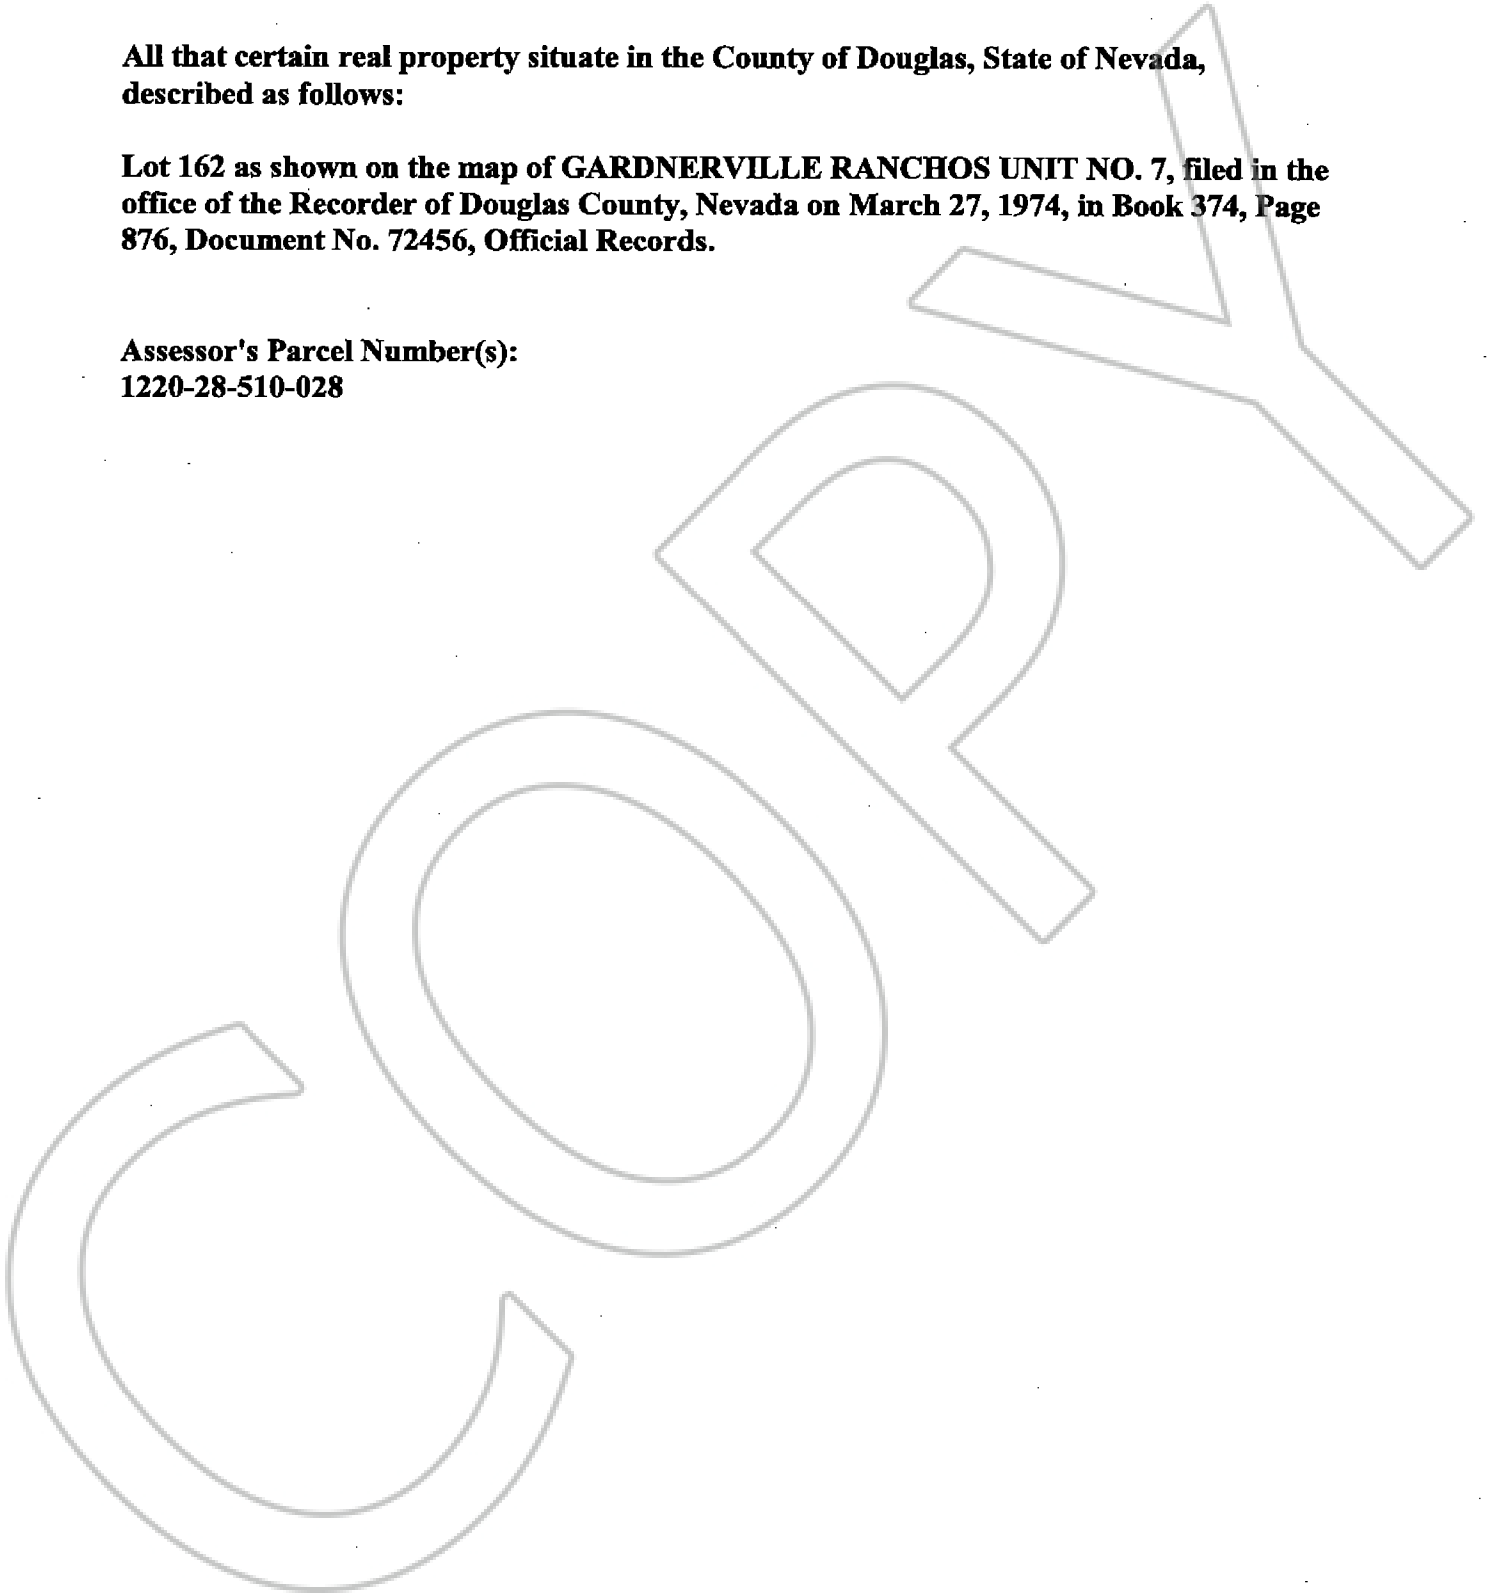 All that certain real property situate in the County of Douglas, State of Nevada,
described as follows:
Lot 162 as shown on the map of GARDNERVILLE RANCHOS UNIT NO. 7, filed in the
office of the Recorder of Douglas County, Nevada on March 27, 1974, in Book 374, Page
876, Document No. 72456, Official Records.
Assessor's Parcel Number(s):
1220-28-510-028
COPY